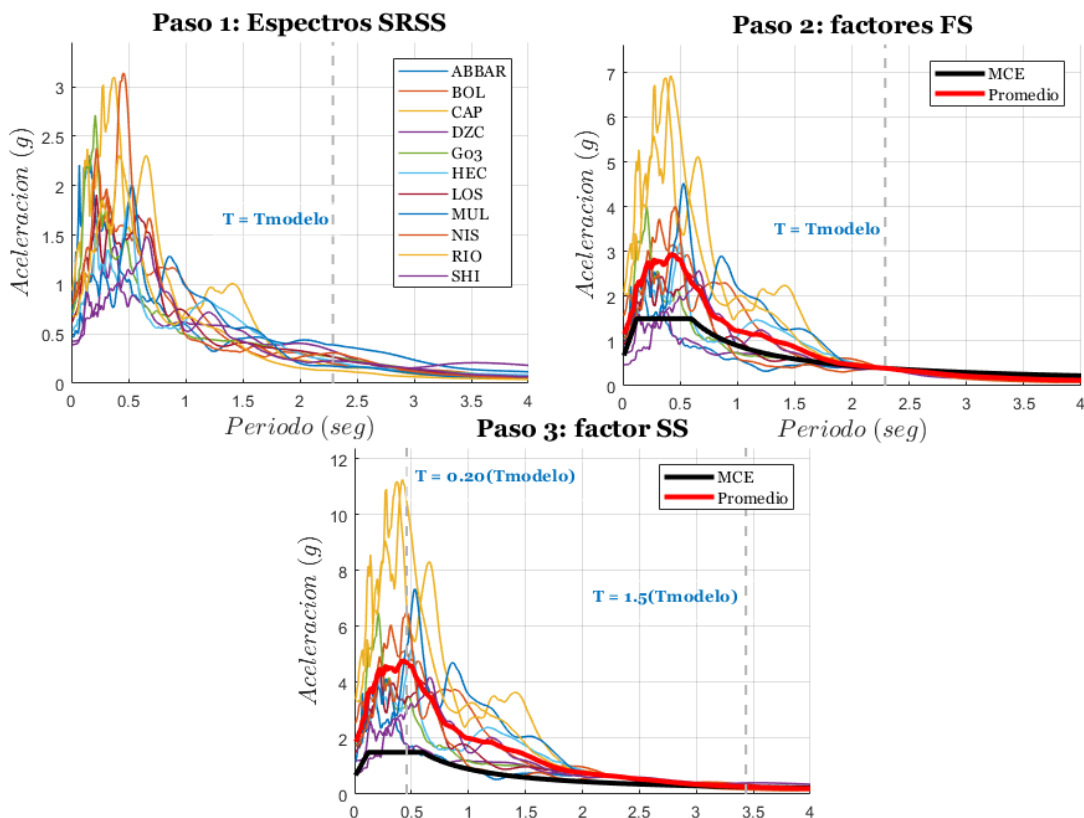 Paso 1: Espectros SRSS
Aceleracion (g)
3
2.5
2
1.5
1
0.5
0
0 0.5 1 1.5 2 2.5 3 3.5 4
Periodo (seg)
T = Tmodelo
ABBAR
BOL
CAP
DZC
G03
HEC
LOS
MUL
NIS
RIO
SHI
Paso 2: factores FS
Aceleracion (g)
7
6
5
4
3
2
1
0
0 0.5 1 1.5 2 2.5 3 3.5 4
Periodo (seg)
T = Tmodelo
MCE
Promedio
Paso 3: factor SS
Aceleracion (g)
12
10
8
6
4
2
0
0 0.5 1 1.5 2 2.5 3 3.5 4
T = 0.20(Tmodelo)
T = 1.5(Tmodelo)
MCE
Promedio